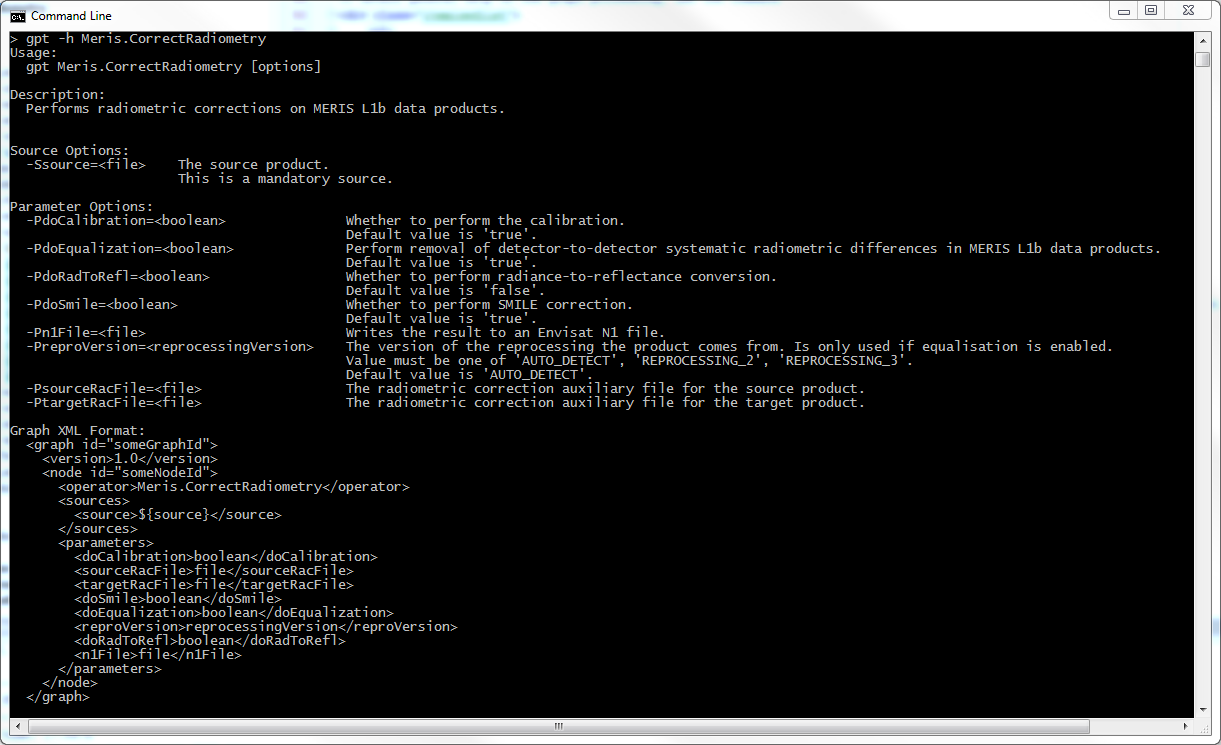 Command Line
> gpt -h Meris.CorrectRadiometry
Usage:
  gpt Meris.CorrectRadiometry [options]

Description:
  Performs radiometric corrections on MERIS L1b data products.


Source Options:
  -Ssource=<file>    The source product.
                     This is a mandatory source.

Parameter Options:
  -PdoCalibration=<boolean>               Whether to perform the calibration.
                                          Default value is 'true'.
  -PdoEqualization=<boolean>              Perform removal of detector-to-detector systematic radiometric differences in MERIS L1b data products.
                                          Default value is 'true'.
  -PdoRadToRefl=<boolean>                 Whether to perform radiance-to-reflectance conversion.
                                          Default value is 'false'.
  -PdoSmile=<boolean>                     Whether to perform SMILE correction.
                                          Default value is 'true'.
  -Pn1File=<file>                         Writes the result to an Envisat N1 file.
  -PreproVersion=<reprocessingVersion>    The version of the reprocessing the product comes from. Is only used if equalisation is enabled.
                                          Value must be one of 'AUTO_DETECT', 'REPROCESSING_2', 'REPROCESSING_3'.
                                          Default value is 'AUTO_DETECT'.
  -PsourceRacFile=<file>                  The radiometric correction auxiliary file for the source product.
  -PtargetRacFile=<file>                  The radiometric correction auxiliary file for the target product.

Graph XML Format:
  <graph id="someGraphId">
    <version>1.0</version>
    <node id="someNodeId">
      <operator>Meris.CorrectRadiometry</operator>
      <sources>
        <source>${source}</source>
      </sources>
      <parameters>
        <doCalibration>boolean</doCalibration>
        <sourceRacFile>file</sourceRacFile>
        <targetRacFile>file</targetRacFile>
        <doSmile>boolean</doSmile>
        <doEqualization>boolean</doEqualization>
        <reproVersion>reprocessingVersion</reproVersion>
        <doRadToRefl>boolean</doRadToRefl>
        <n1File>file</n1File>
      </parameters>
    </node>
  </graph>